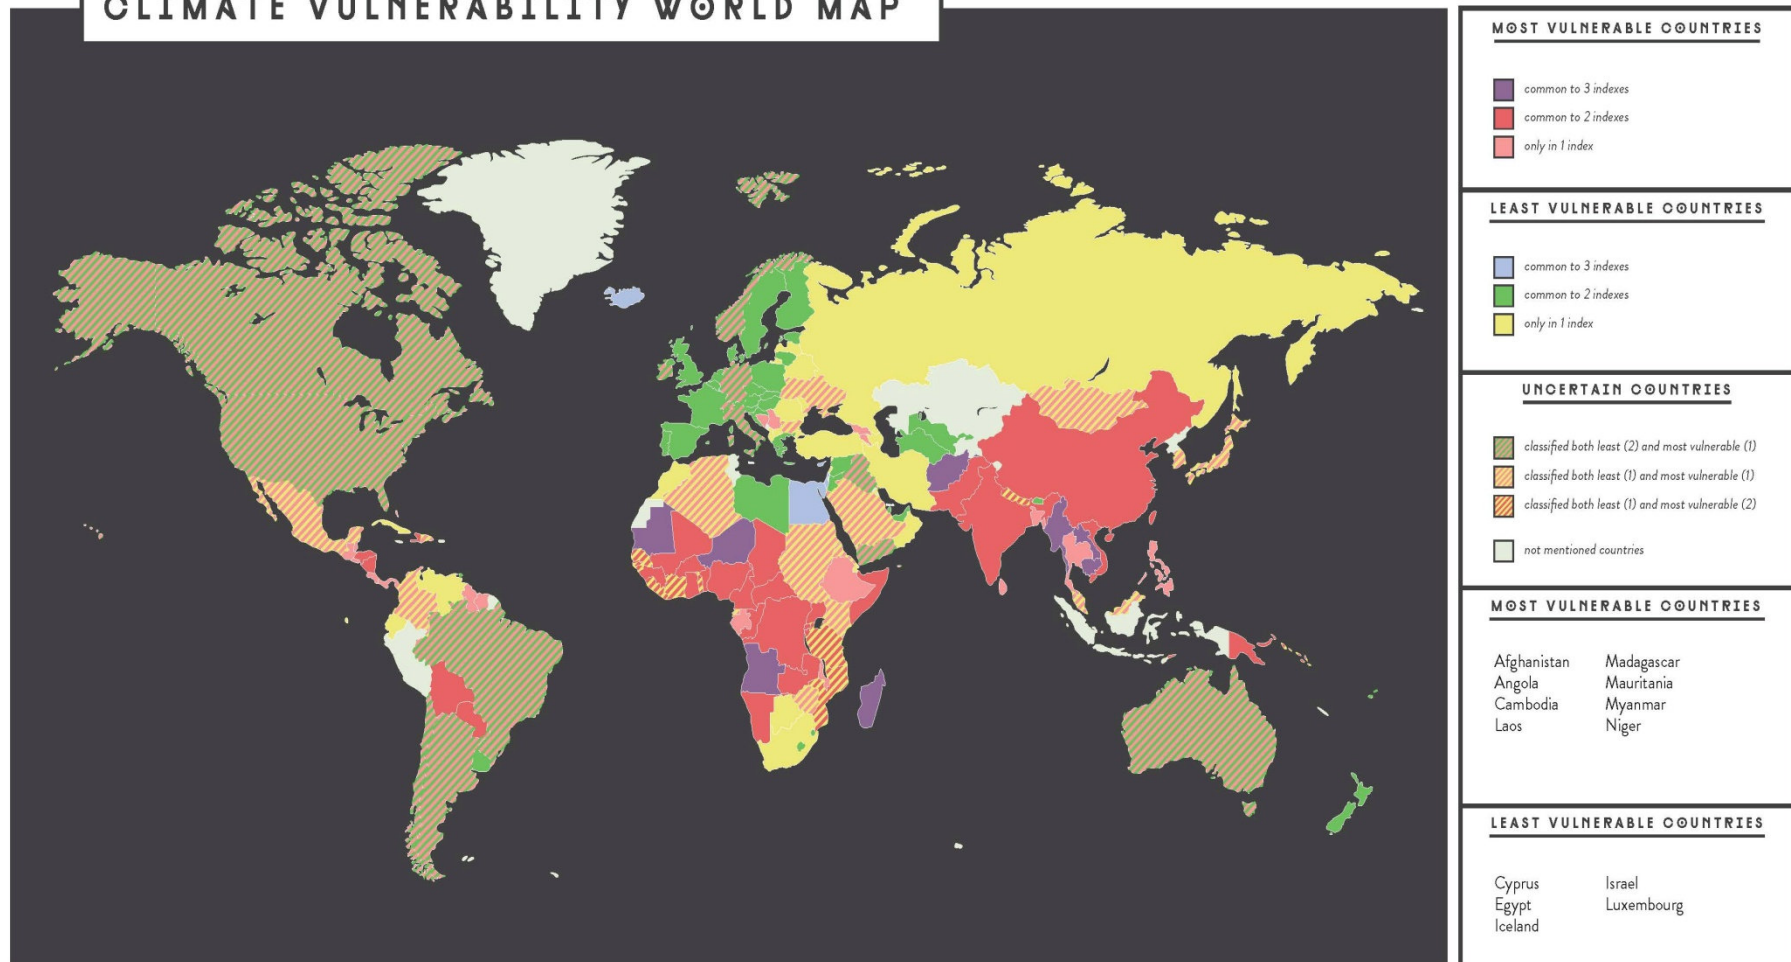 CLIMATE VULNERABILITY WORLD MAP
MOST VULNERABLE COUNTRIES
common to 3 indexes
common to 2 indexes
only in 1 index
LEAST VULNERABLE COUNTRIES
common to 3 indexes
common to 2 indexes
only in 1 index
UNCERTAIN COUNTRIES
classified both least (2) and most vulnerable (1)
classified both least (1) and most vulnerable (1)
classified both least (1) and most vulnerable (2)
not mentioned countries
MOST VULNERABLE COUNTRIES
Afghanistan Madagascar
Angola Mauritania
Cambodia Myanmar
Laos Niger
LEAST VULNERABLE COUNTRIES
Cyprus Israel
Egypt Luxembourg
Iceland